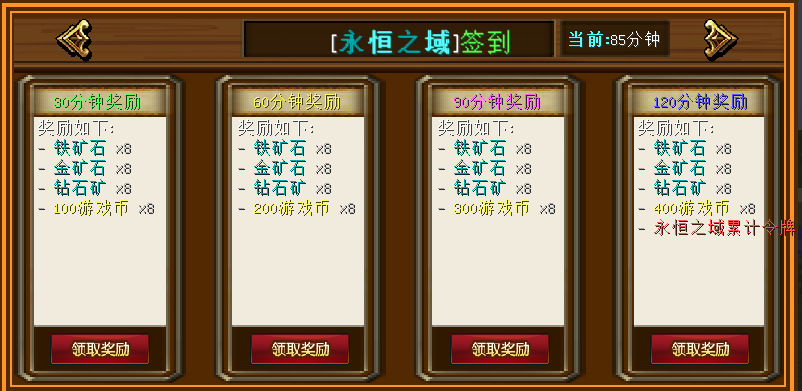 [永恒之域]签到
当前:85分钟
30分钟奖励
奖励如下:
- 铁矿石 x8
- 金矿石 x8
- 钻石矿 x8
- 100游戏币 x8
领取奖励
60分钟奖励
奖励如下:
- 铁矿石 x8
- 金矿石 x8
- 钻石矿 x8
- 200游戏币 x8
领取奖励
90分钟奖励
奖励如下:
- 铁矿石 x8
- 金矿石 x8
- 钻石矿 x8
- 300游戏币 x8
领取奖励
120分钟奖励
奖励如下:
- 铁矿石 x8
- 金矿石 x8
- 钻石矿 x8
- 400游戏币 x8
- 永恒之域累计令牌
领取奖励